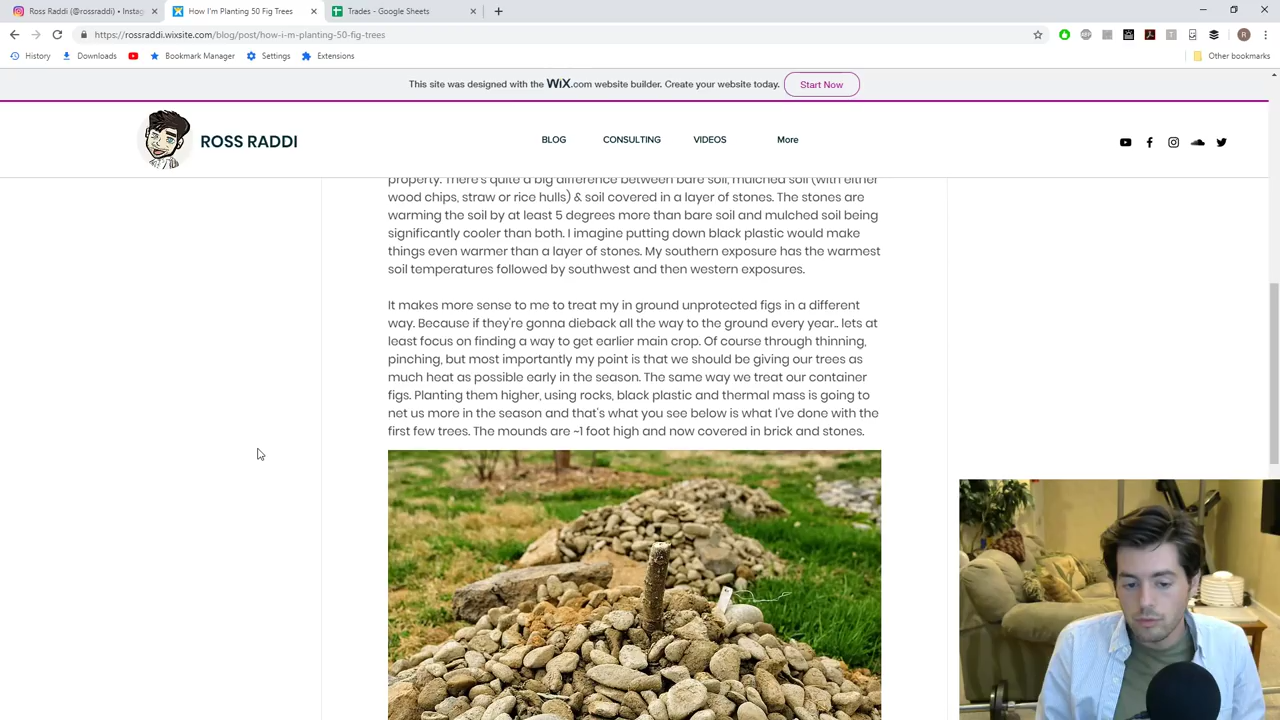 Ross Raddi (@rossraddi) • Instag
How I'm Planting 50 Fig Trees
Trades - Google Sheets
https://rossraddi.wixsite.com/blog/post/how-i-m-planting-50-fig-trees
History
Downloads
Bookmark Manager
Settings
Extensions
Other bookmarks
This site was designed with the WiX.com website builder. Create your website today.
Start Now
ROSS RADDI
BLOG
CONSULTING
VIDEOS
More
property. There's quite a big difference between bare soil, mulched soil (with either
wood chips, straw or rice hulls) & soil covered in a layer of stones. The stones are
warming the soil by at least 5 degrees more than bare soil and mulched soil being
significantly cooler than both. I imagine putting down black plastic would make
things even warmer than a layer of stones. My southern exposure has the warmest
soil temperatures followed by southwest and then western exposures.
It makes more sense to me to treat my in ground unprotected figs in a different
way. Because if they're gonna dieback all the way to the ground every year.. lets at
least focus on finding a way to get earlier main crop. Of course through thinning,
pinching, but most importantly my point is that we should be giving our trees as
much heat as possible early in the season. The same way we treat our container
figs. Planting them higher, using rocks, black plastic and thermal mass is going to
net us more in the season and that's what you see below is what I've done with the
first few trees. The mounds are ~1 foot high and now covered in brick and stones.